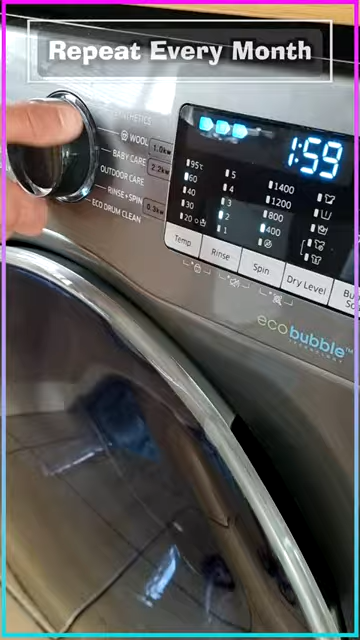 Repeat Every Month
SYNTHETICS
WOOL 1.0kw
BABY CARE 2.2kw
OUTDOOR CARE
RINSE+SPIN 0.3kw
ECO DRUM CLEAN
1:59
95℃ 5 1400
60 4 1200
40 3 800
30 2 400
20 1
Temp. Rinse Spin Dry Level
ecobubble™
TECHNOLOGY